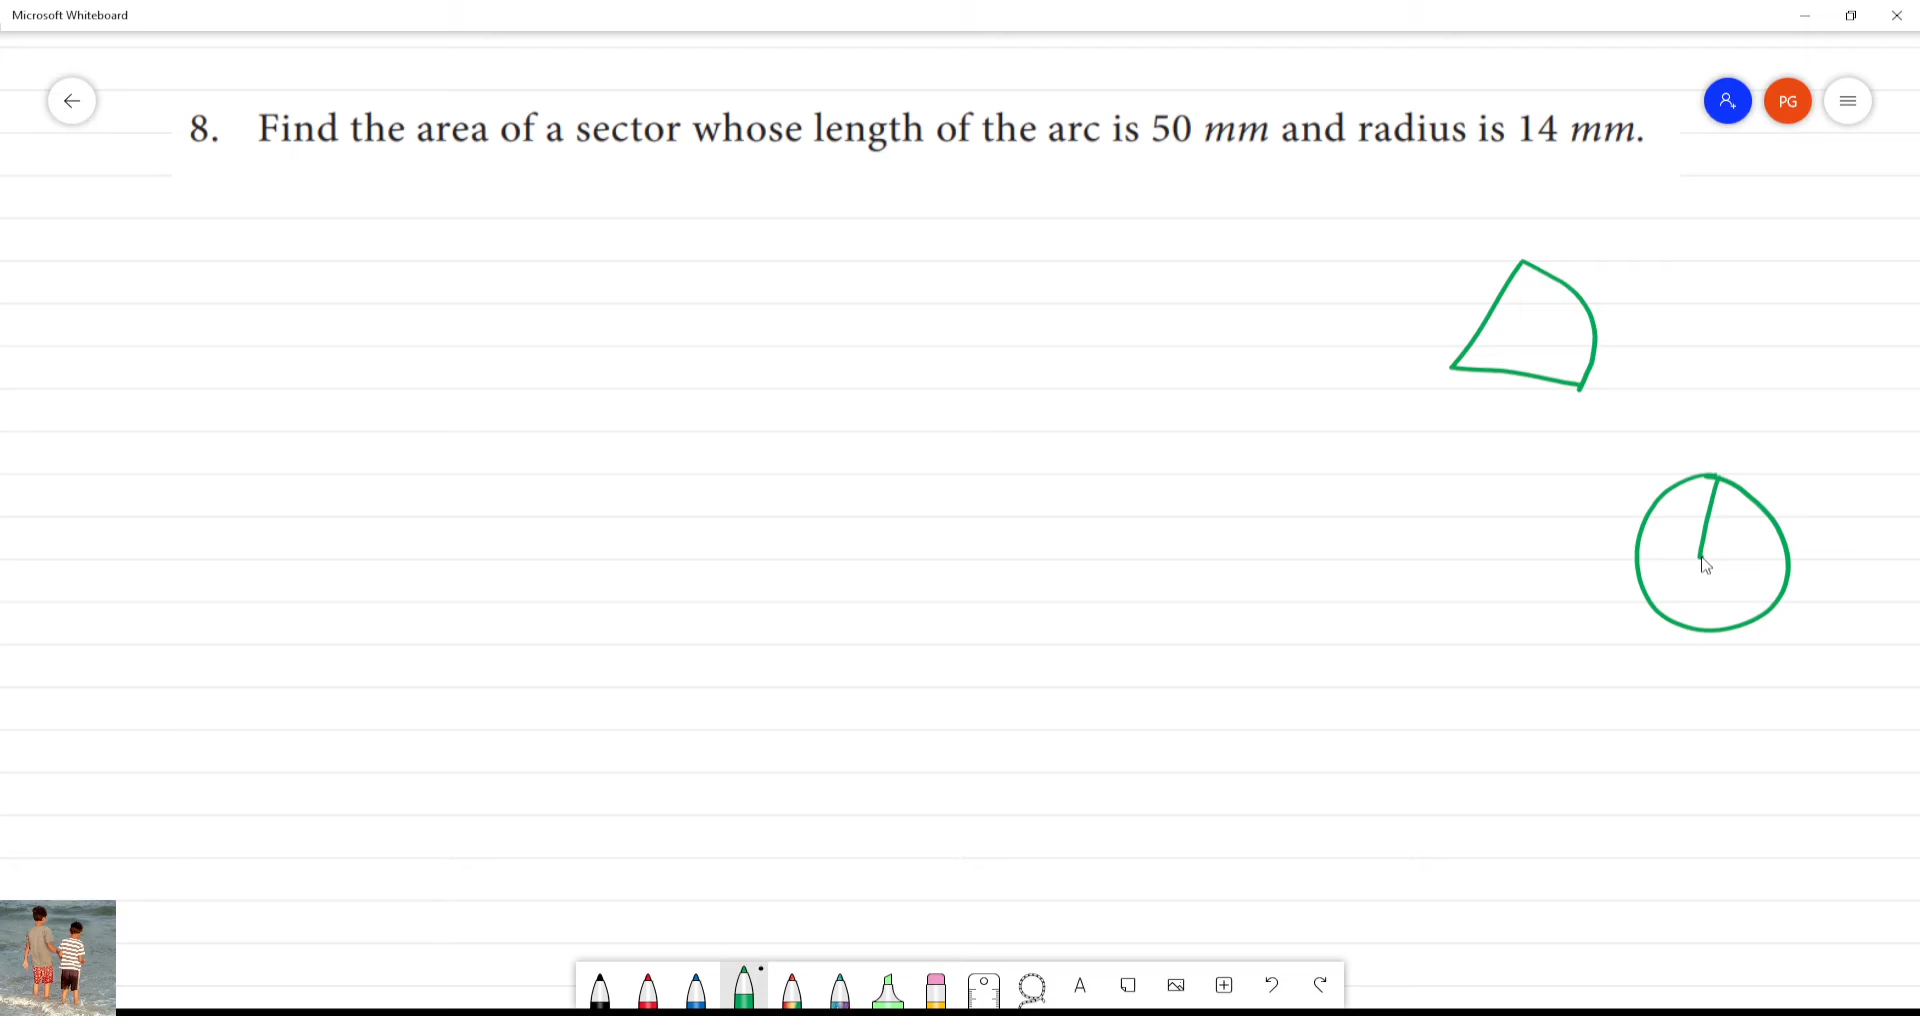 Microsoft Whiteboard
PG
8. Find the area of a sector whose length of the arc is 50 mm and radius is 14 mm.
A